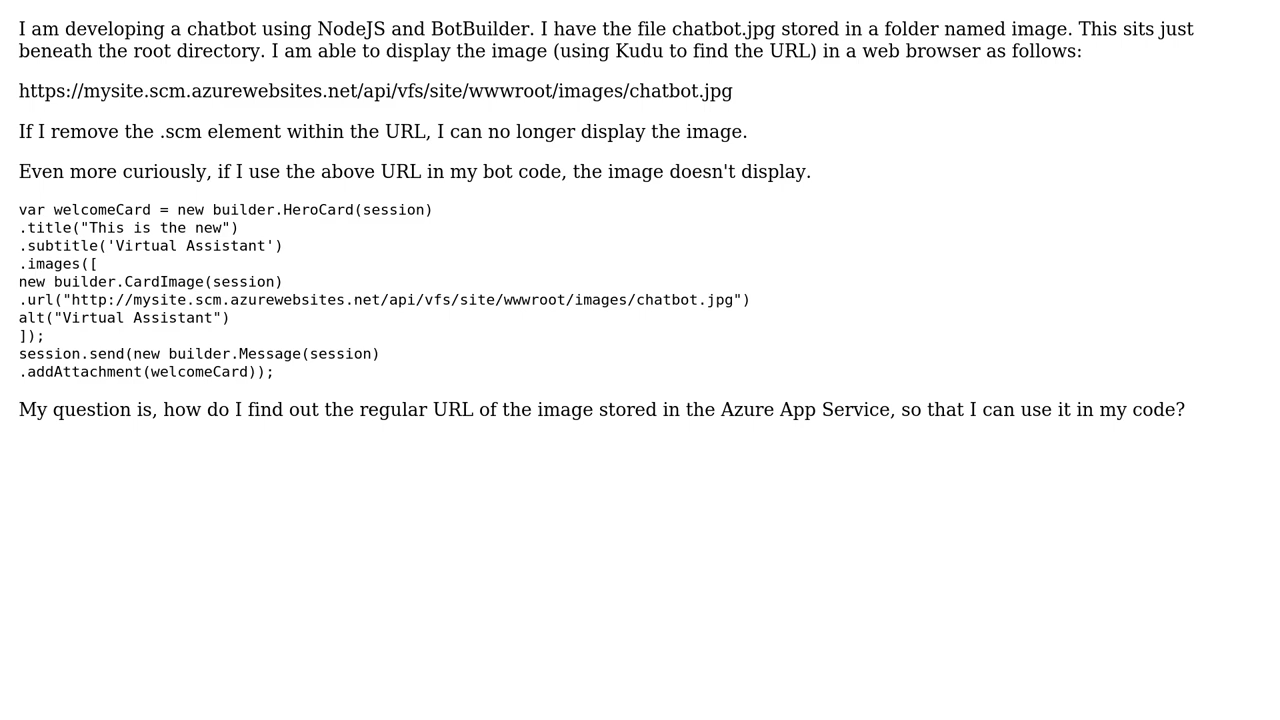 I am developing a chatbot using NodeJS and BotBuilder. I have the file chatbot.jpg stored in a folder named image. This sits just
beneath the root directory. I am able to display the image (using Kudu to find the URL) in a web browser as follows:
https://mysite.scm.azurewebsites.net/api/vfs/site/wwwroot/images/chatbot.jpg
If I remove the .scm element within the URL, I can no longer display the image.
Even more curiously, if I use the above URL in my bot code, the image doesn't display.
var welcomeCard = new builder.HeroCard(session)
.title("This is the new")
.subtitle('Virtual Assistant')
.images([
new builder.CardImage(session)
.url("http://mysite.scm.azurewebsites.net/api/vfs/site/wwwroot/images/chatbot.jpg")
alt("Virtual Assistant")
]);
session.send(new builder.Message(session)
.addAttachment(welcomeCard));
My question is, how do I find out the regular URL of the image stored in the Azure App Service, so that I can use it in my code?